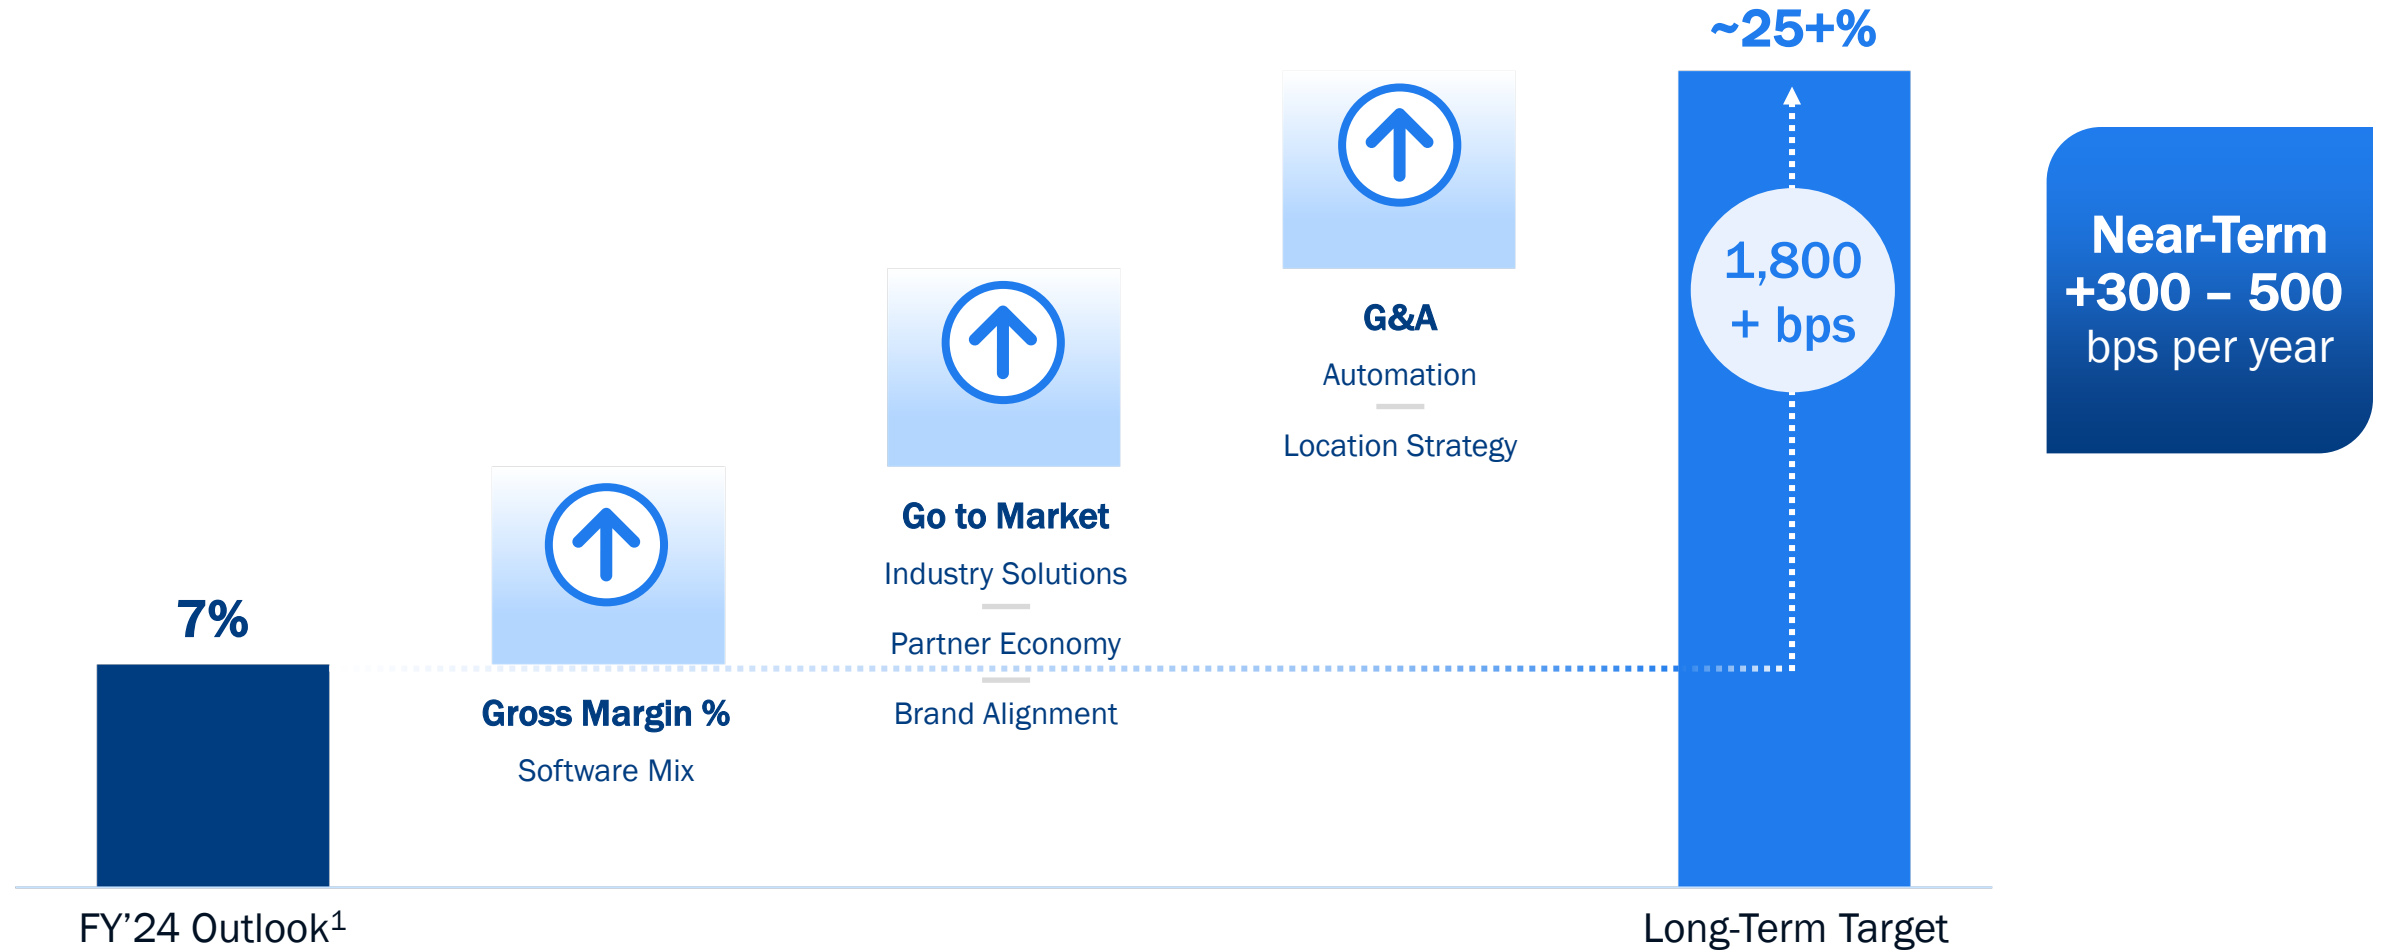 7%
FY’24 Outlook¹
Gross Margin %
Software Mix
Go to Market
Industry Solutions
Partner Economy
Brand Alignment
G&A
Automation
Location Strategy
~25+%
1,800
+ bps
Long-Term Target
Near-Term
+300 – 500
bps per year